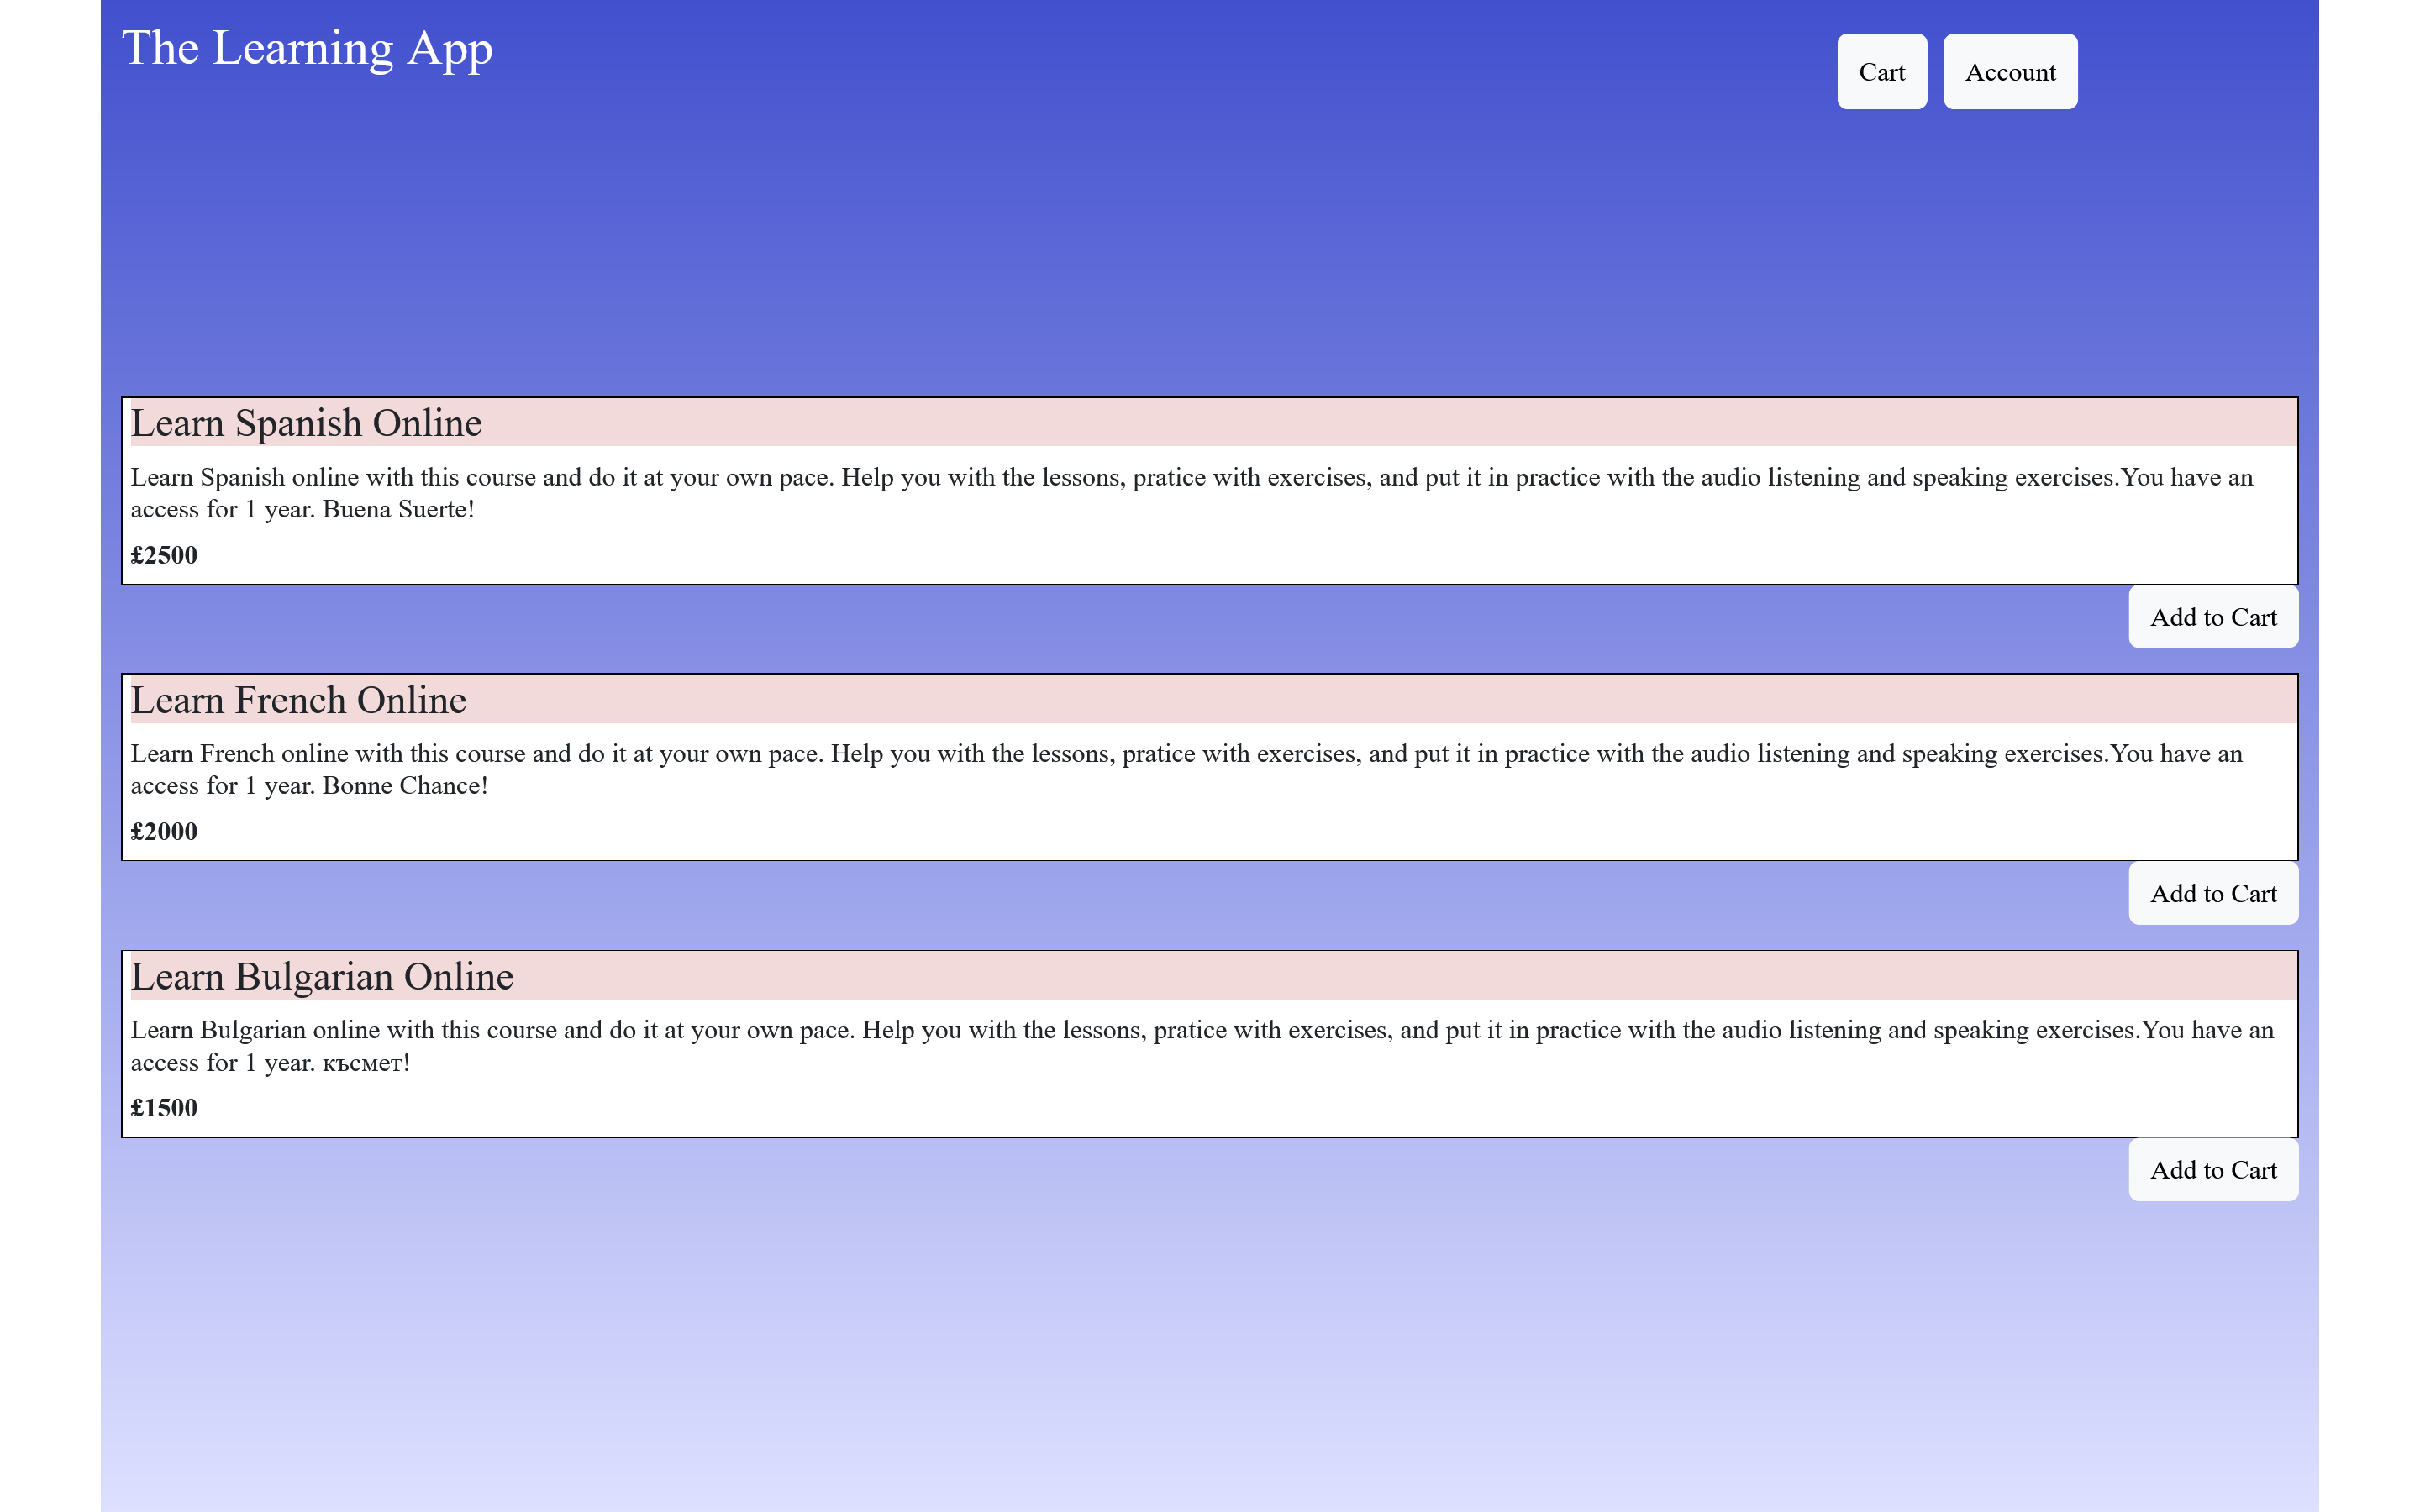 The Learning App
Cart
Account
Learn Spanish Online
Learn Spanish online with this course and do it at your own pace. Help you with the lessons, pratice with exercises, and put it in practice with the audio listening and speaking exercises.You have an
access for 1 year. Buena Suerte!
£2500
Add to Cart
Learn French Online
Learn French online with this course and do it at your own pace. Help you with the lessons, pratice with exercises, and put it in practice with the audio listening and speaking exercises.You have an
access for 1 year. Bonne Chance!
£2000
Add to Cart
Learn Bulgarian Online
Learn Bulgarian online with this course and do it at your own pace. Help you with the lessons, pratice with exercises, and put it in practice with the audio listening and speaking exercises.You have an
access for 1 year. късмет!
£1500
Add to Cart